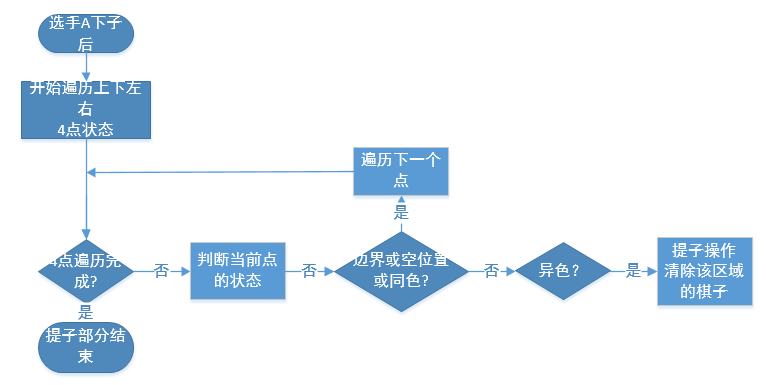 选手A下子
后
开始遍历上下左
右
4点状态
遍历下一个
点
是
4点遍历完
成?
否
判断当前点
的状态
否
边界或空位置
或同色?
否
异色?
是
提子操作
清除该区域
的棋子
是
提子部分结
束